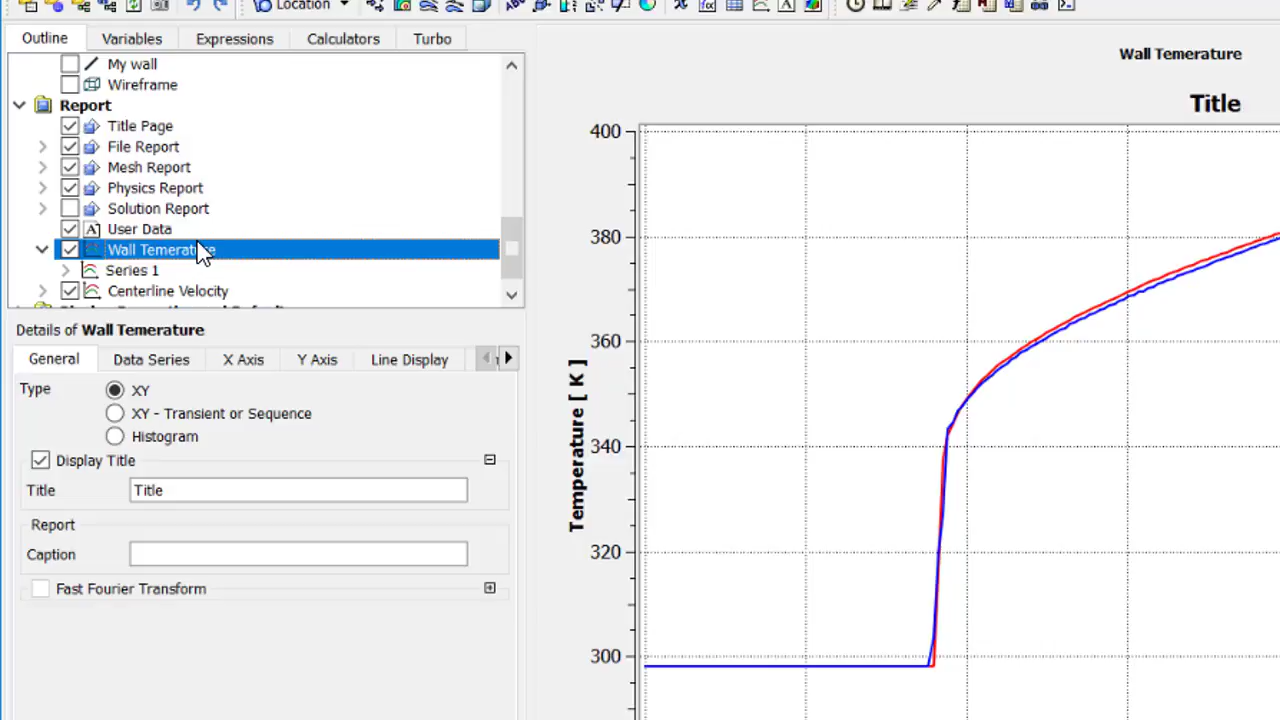 Location
Outline Variables Expressions Calculators Turbo
My wall
Wireframe
Report
Title Page
File Report
Mesh Report
Physics Report
Solution Report
User Data
Wall Temerature
Series 1
Centerline Velocity
Details of Wall Temerature
General Data Series X Axis Y Axis Line Display
Type XY
XY - Transient or Sequence
Histogram
Display Title
Title Title
Report
Caption
Fast Fourier Transform
Wall Temerature
Title
Temperature [ K ]
400
380
360
340
320
300